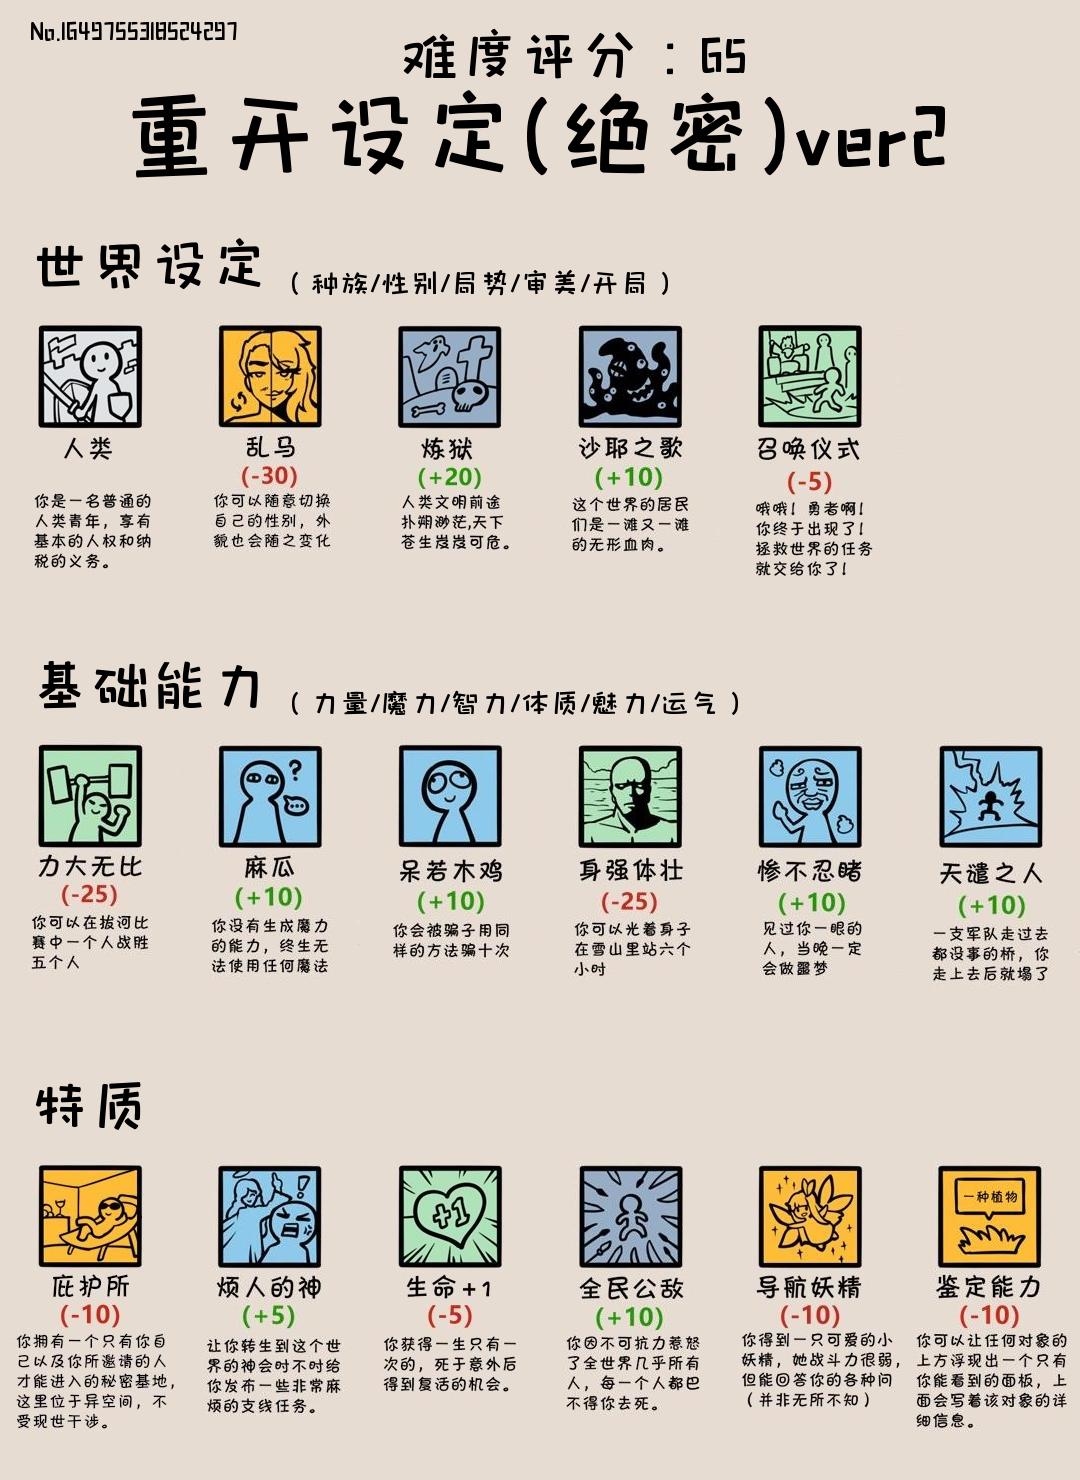 No.1649755318524297
难度评分：65
重开设定(绝密)ver2
世界设定 (种族/性别/局势/审美/开局)
人类
你是一名普通的
人类青年，享有
基本的人权和纳
税的义务。
乱马
(-30)
你可以随意切换
自己的性别，外
貌也会随之变化
炼狱
(+20)
人类文明前途
扑朔渺茫,天下
苍生岌岌可危。
沙耶之歌
(+10)
这个世界的居民
们是一滩又一滩
的无形血肉。
召唤仪式
(-5)
哦哦！勇者啊！
你终于出现了！
拯救世界的任务
就交给你了！
基础能力 (力量/魔力/智力/体质/魅力/运气)
力大无比
(-25)
你可以在拔河比
赛中一个人战胜
五个人
麻瓜
(+10)
你没有生成魔力
的能力，终生无
法使用任何魔法
呆若木鸡
(+10)
你会被骗子用同
样的方法骗十次
身强体壮
(-25)
你可以光着身子
在雪山里站六个
小时
惨不忍睹
(+10)
见过你一眼的
人，当晚一定
会做噩梦
天谴之人
(+10)
一支军队走过去
都没事的桥，你
走上去后就塌了
特质
庇护所
(-10)
你拥有一个只有你自
己以及你所邀请的人
才能进入的秘密基地，
这里位于异空间，不
受现世干涉。
烦人的神
(+5)
让你转生到这个世
界的神会时不时给
你发布一些非常麻
烦的支线任务。
+1
生命+1
(-5)
你获得一生只有一
次的，死于意外后
得到复活的机会。
全民公敌
(+10)
你因不可抗力惹怒
了全世界几乎所有
人，每一个人都巴
不得你去死。
导航妖精
(-10)
你得到一只可爱的小
妖精，她战斗力很弱，
但能回答你的各种问
（并非无所不知）
一种植物
鉴定能力
(-10)
你可以让任何对象的
上方浮现出一个只有
你能看到的面板，上
面会写着该对象的详
细信息。